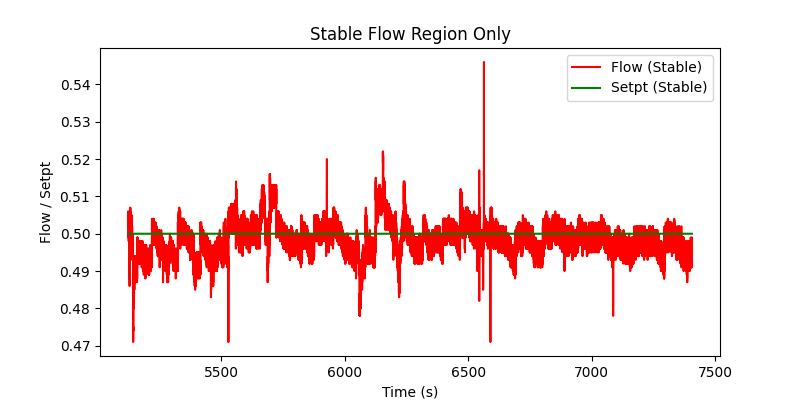 Stable Flow Region Only
Flow (Stable)
Setpt (Stable)
Flow / Setpt
0.54
0.53
0.52
0.51
0.50
0.49
0.48
0.47
5500 6000 6500 7000 7500
Time (s)